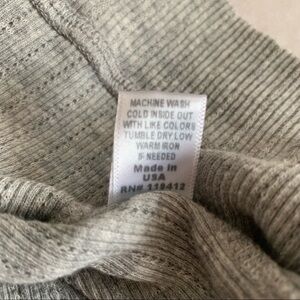 MACHINE WASH
COLD INSIDE OUT
WITH LIKE COLORS
TUMBLE DRY LOW
WARM IRON
IF NEEDED
Made in
USA
RN# 119412